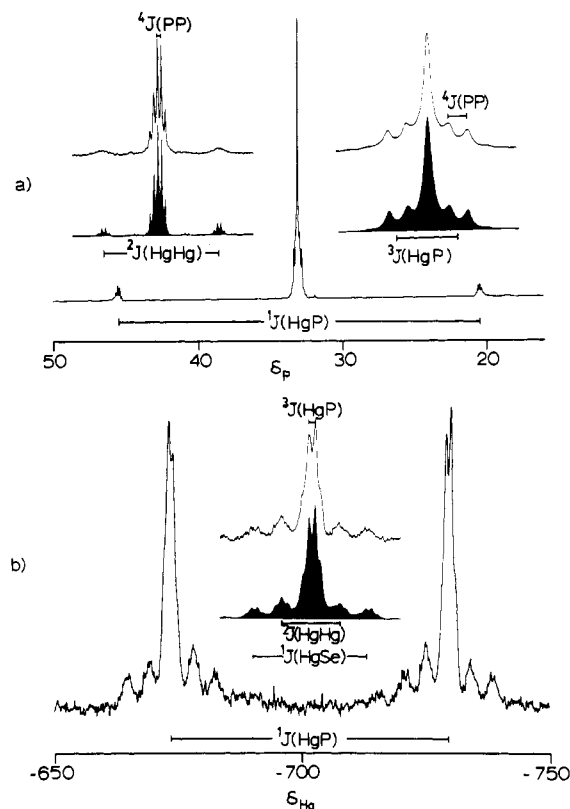 ⁴J(PP)
⁴J(PP)
a)
²J(HgHg)
³J(HgP)
¹J(HgP)
50 40 30 20
δP
³J(HgP)
b)
²J(HgHg)
¹J(HgSe)
¹J(HgP)
-650 -700 -750
δHg